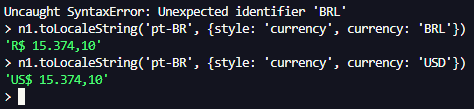 Uncaught SyntaxError: Unexpected identifier 'BRL'
> n1.toLocaleString('pt-BR', {style: 'currency', currency: 'BRL'})
'R$ 15.374,10'
> n1.toLocaleString('pt-BR', {style: 'currency', currency: 'USD'})
'US$ 15.374,10'
>